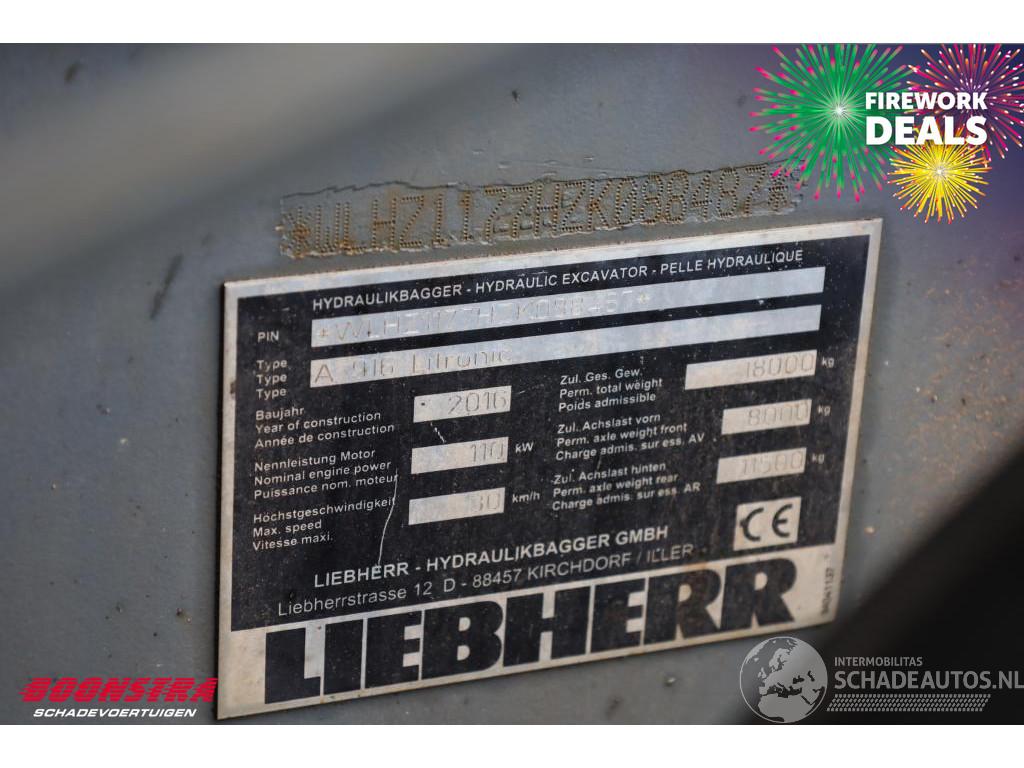 FIREWORK
DEALS
*WLHZ1177HZK088487*
HYDRAULIKBAGGER - HYDRAULIC EXCAVATOR - PELLE HYDRAULIQUE
PIN
Type A 916 Litronic
Type
Type
Baujahr 2016
Year of construction
Année de construction
Nennleistung Motor 110 kW
Nominal engine power
Puissance nom. moteur
Höchstgeschwindigkeit 30 km/h
Max. speed
Vitesse maxi.
Zul. Ges. Gew. 18000 kg
Perm. total weight
Poids admissible
Zul. Achslast vorn 8000 kg
Perm. axle weight front
Charge admis. sur ess. AV
Zul. Achslast hinten 11500 kg
Perm. axle weight rear
Charge admis. sur ess. AR
CE
LIEBHERR - HYDRAULIKBAGGER GMBH
Liebherrstrasse 12 D - 88457 KIRCHDORF / ILLER
LIEBHERR
BOONSTRA
SCHADEVOERTUIGEN
INTERMOBILITAS
SCHADEAUTOS.NL